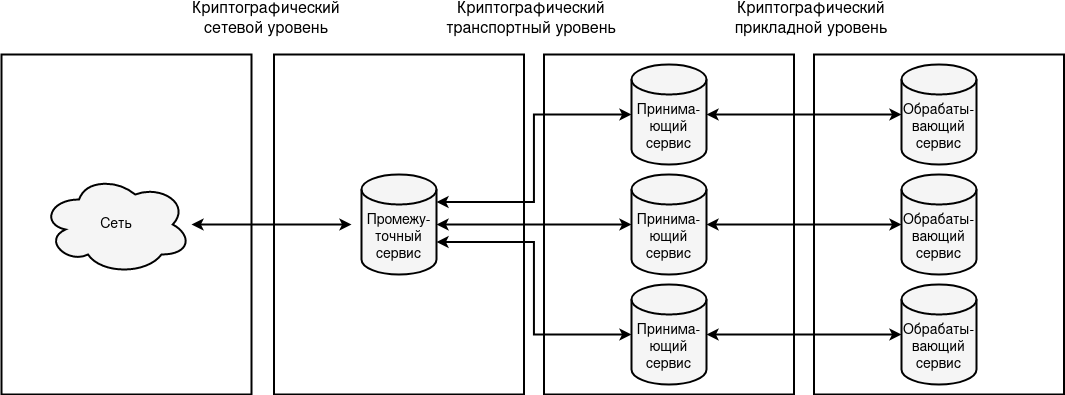 Криптографический
сетевой уровень
Криптографический
транспортный уровень
Криптографический
прикладной уровень
Сеть
Промежу-
точный
сервис
Принима-
ющий
сервис
Принима-
ющий
сервис
Принима-
ющий
сервис
Обрабаты-
вающий
сервис
Обрабаты-
вающий
сервис
Обрабаты-
вающий
сервис